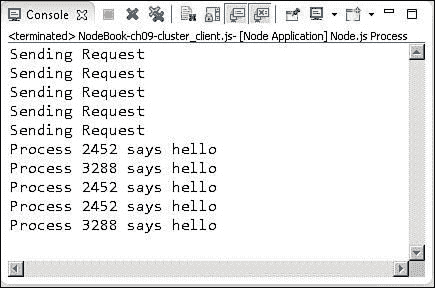 Console
<terminated> NodeBook-ch09-cluster_client.js- [Node Application] Node.js Process
Sending Request
Sending Request
Sending Request
Sending Request
Sending Request
Process 2452 says hello
Process 3288 says hello
Process 2452 says hello
Process 2452 says hello
Process 3288 says hello